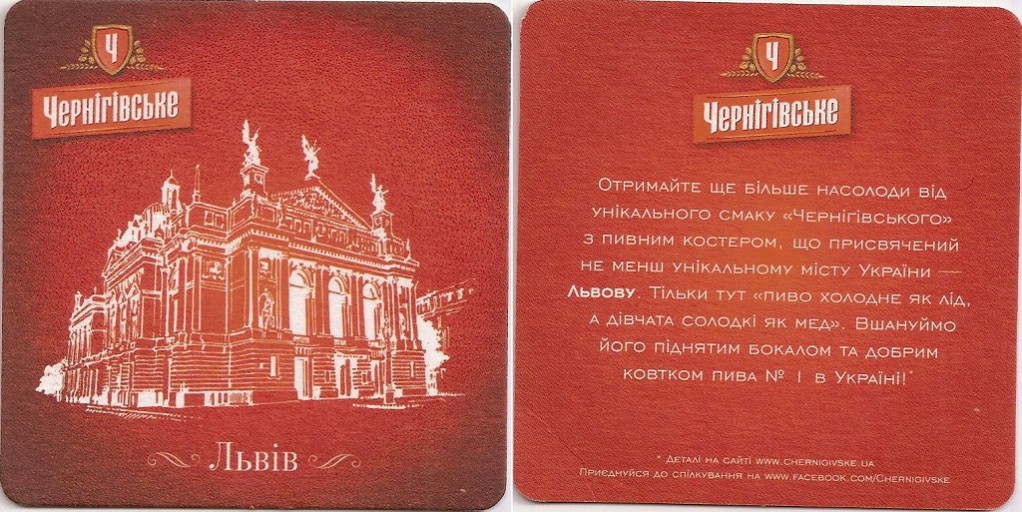 Ч
Чернігівське
Львів
Ч
Чернігівське
Отримайте ще більше насолоди від
унікального смаку «Чернігівського»
з пивним костером, що присвячений
не менш унікальному місту України —
Львову. Тільки тут «пиво холодне як лід,
а дівчата солодкі як мед». Вшануймо
його піднятим бокалом та добрим
ковтком пива № 1 в Україні!*
* Деталі на сайті www.chernigivske.ua
Приєднуйся до спілкування на www.facebook.com/Chernigivske